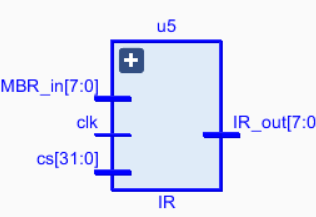 u5
MBR_in[7:0]
clk
cs[31:0]
IR_out[7:0
IR